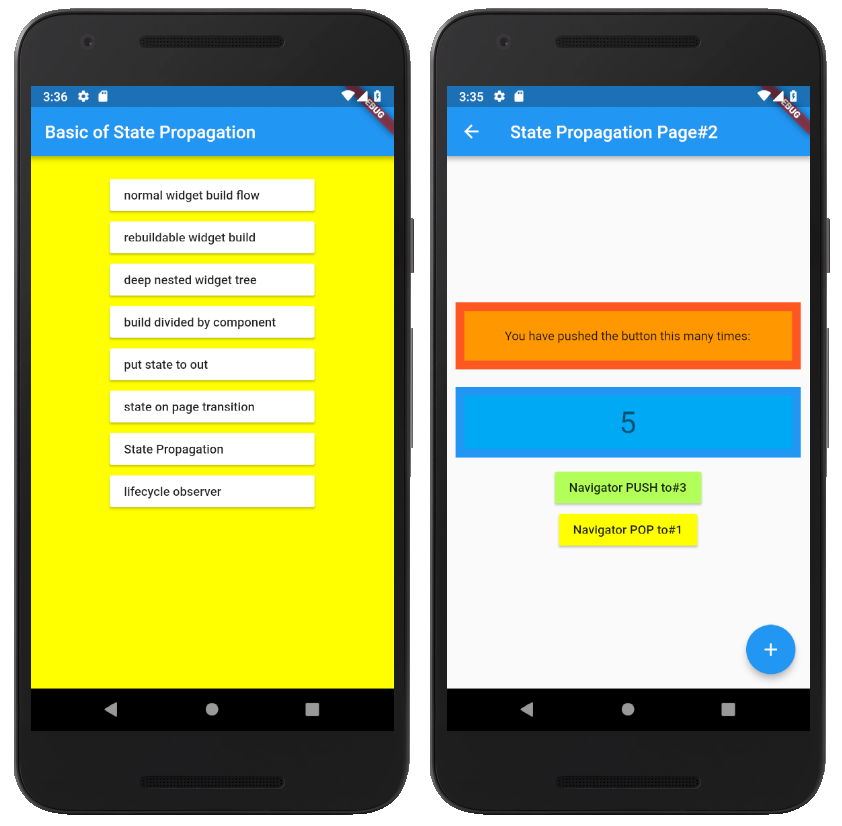 3:36
DEBUG
Basic of State Propagation
normal widget build flow
rebuildable widget build
deep nested widget tree
build divided by component
put state to out
state on page transition
State Propagation
lifecycle observer
3:35
DEBUG
State Propagation Page#2
You have pushed the button this many times:
5
Navigator PUSH to#3
Navigator POP to#1
+